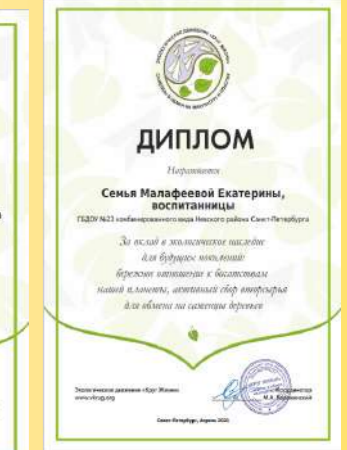 ДИПЛОМ
Награждается
Семья Малафеевой Екатерины,
воспитанницы
ГБДОУ №23 комбинированного вида Невского района Санкт-Петербурга
За вклад в экологическое наследие
для будущих поколений:
бережное отношение к богатствам
нашей планеты, активный сбор вторсырья
для обмена на саженцы деревьев
Экологическое движение «Круг Жизни»
www.vkrug.org
Координатор
Санкт-Петербург, Апрель